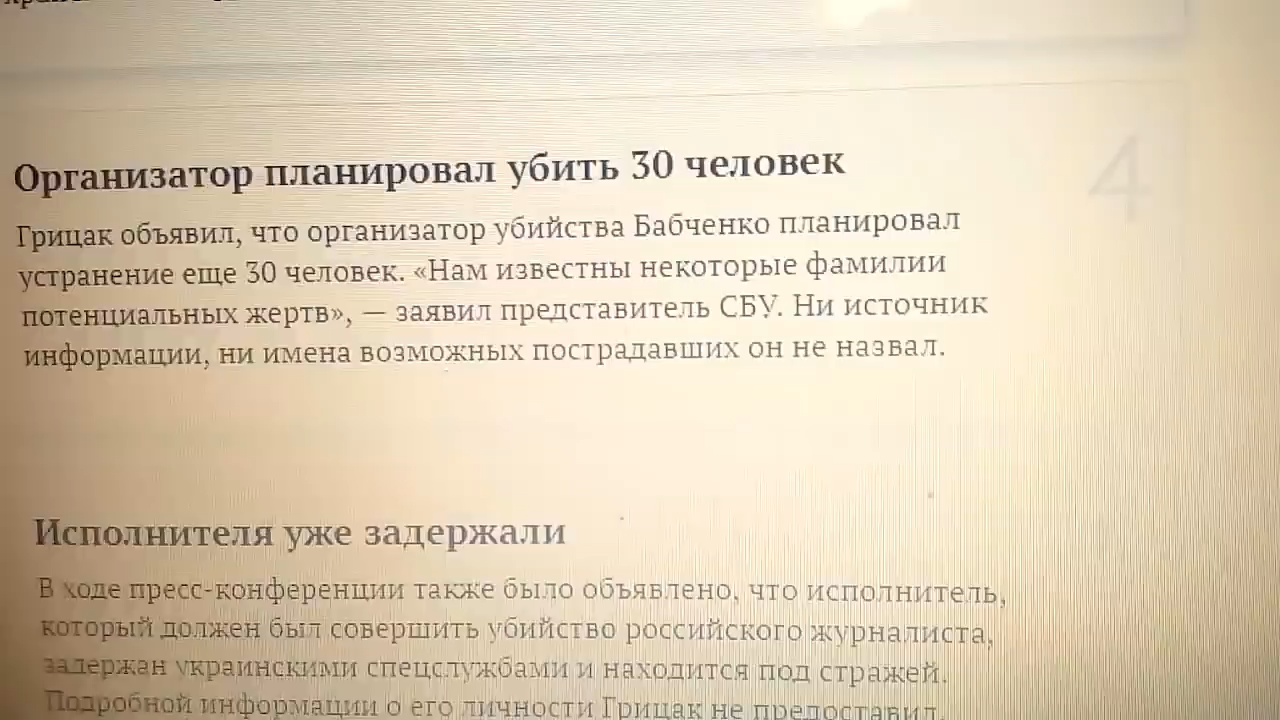 Организатор планировал убить 30 человек
4
Грицак объявил, что организатор убийства Бабченко планировал
устранение еще 30 человек. «Нам известны некоторые фамилии
потенциальных жертв», — заявил представитель СБУ. Ни источник
информации, ни имена возможных пострадавших он не назвал.
Исполнителя уже задержали
В ходе пресс-конференции также было объявлено, что исполнитель,
который должен был совершить убийство российского журналиста,
задержан украинскими спецслужбами и находится под стражей.
Подробной информации о его личности Грицак не предоставил.